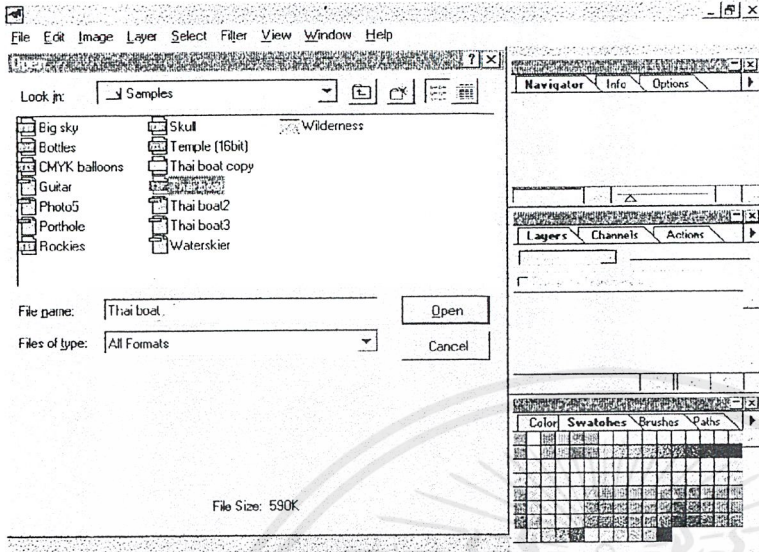 File Edit Image Layer Select Filter View Window Help
Open ? ×
Look in: Samples
Big sky
Bottles
CMYK balloons
Guitar
Photo5
Porthole
Rockies
Skull
Temple (16bit)
Thai boat copy
Thai boat2
Thai boat3
Waterskier
Wilderness
File name: Thai boat
Open
Files of type: All Formats
Cancel
File Size: 590K
Navigator Info Options
Layers Channels Actions
Color Swatches Brushes Paths